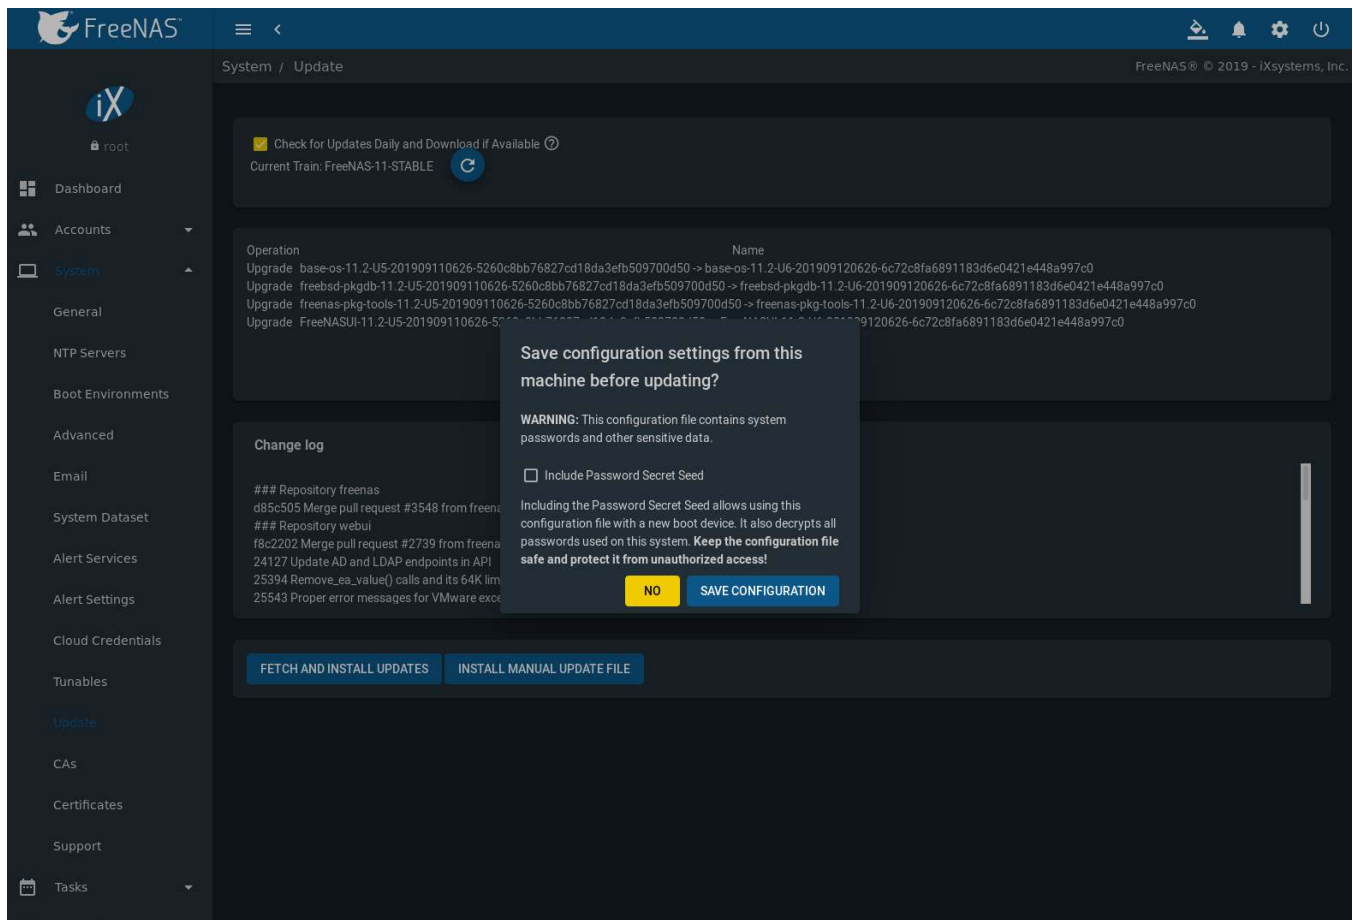 FreeNAS
System / Update
FreeNAS® © 2019 - iXsystems, Inc.
iX
root
Dashboard
Accounts
System
General
NTP Servers
Boot Environments
Advanced
Email
System Dataset
Alert Services
Alert Settings
Cloud Credentials
Tunables
Update
CAs
Certificates
Support
Tasks
Check for Updates Daily and Download if Available
Current Train: FreeNAS-11-STABLE
Operation Name
Upgrade base-os-11.2-U5-201909110626-5260c8bb76827cd18da3efb509700d50 -> base-os-11.2-U6-201909120626-6c72c8fa6891183d6e0421e448a997c0
Upgrade freebsd-pkgdb-11.2-U5-201909110626-5260c8bb76827cd18da3efb509700d50 -> freebsd-pkgdb-11.2-U6-201909120626-6c72c8fa6891183d6e0421e448a997c0
Upgrade freenas-pkg-tools-11.2-U5-201909110626-5260c8bb76827cd18da3efb509700d50 -> freenas-pkg-tools-11.2-U6-201909120626-6c72c8fa6891183d6e0421e448a997c0
Upgrade FreeNASUI-11.2-U5-201909110626-5260c8bb76827cd18da3efb509700d50 -> FreeNASUI-11.2-U6-201909120626-6c72c8fa6891183d6e0421e448a997c0
Change log
### Repository freenas
d85c505 Merge pull request #3548 from freena
### Repository webui
f8c2202 Merge pull request #2739 from freena
24127 Update AD and LDAP endpoints in API
25394 Remove_ea_value() calls and its 64K lim
25543 Proper error messages for VMware exce
Save configuration settings from this
machine before updating?
WARNING: This configuration file contains system
passwords and other sensitive data.
Include Password Secret Seed
Including the Password Secret Seed allows using this
configuration file with a new boot device. It also decrypts all
passwords used on this system. Keep the configuration file
safe and protect it from unauthorized access!
NO
SAVE CONFIGURATION
FETCH AND INSTALL UPDATES
INSTALL MANUAL UPDATE FILE